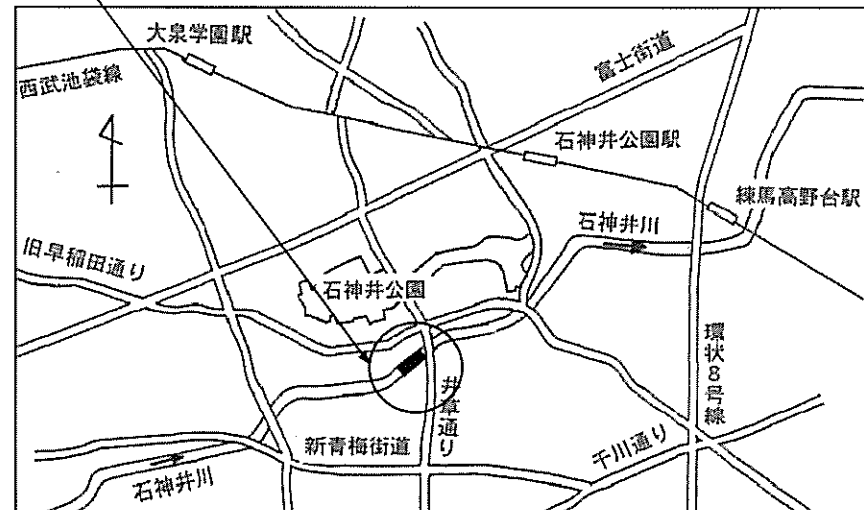 大泉学園駅
西武池袋線
富士街道
石神井公園駅
練馬高野台駅
石神井川
旧早稲田通り
石神井公園
環状8号線
井草通り
新青梅街道
千川通り
石神井川